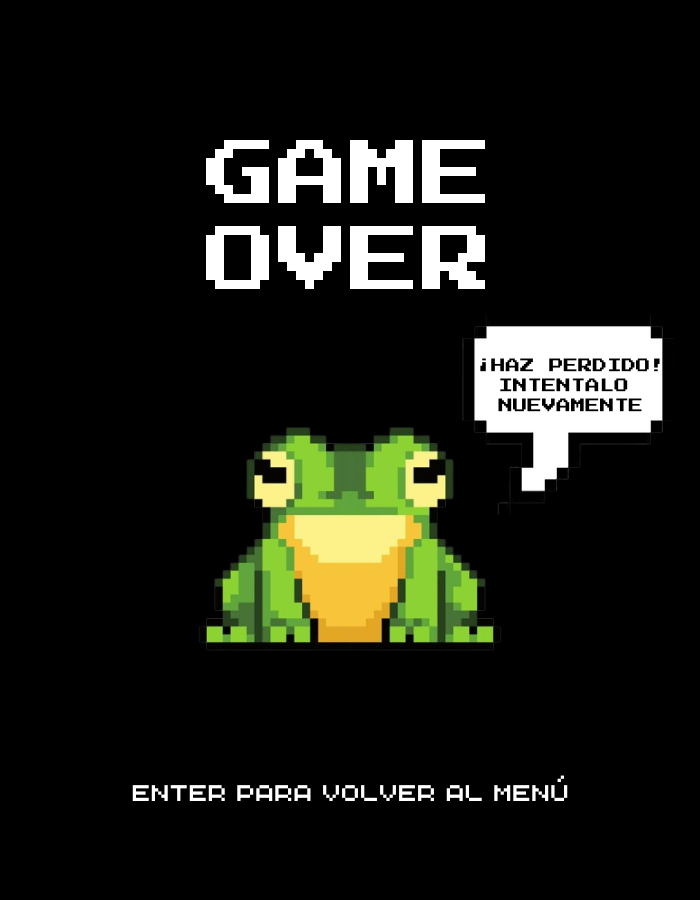 GAME
OVER
¡HAZ PERDIDO!
INTENTALO
NUEVAMENTE
ENTER PARA VOLVER AL MENÚ